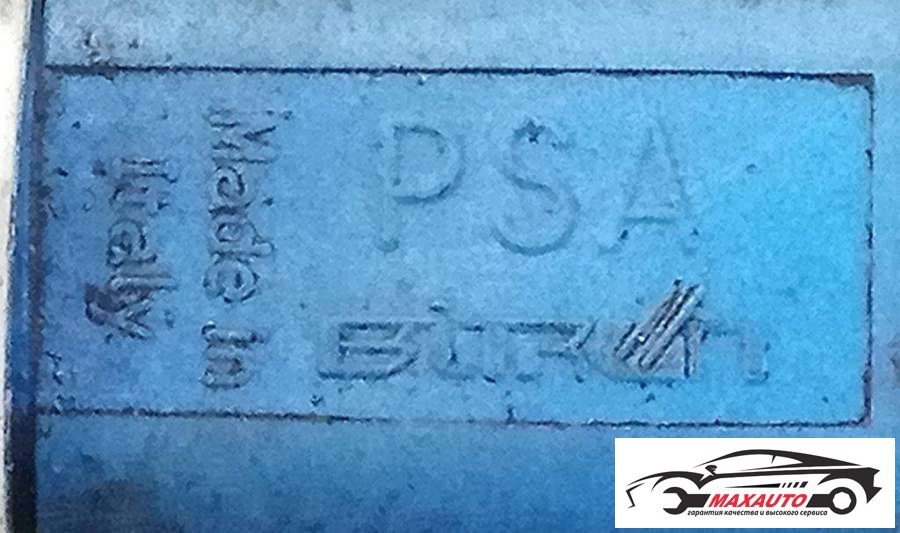 PSA
Made in
Italy
MAXAUTO
гарантия качества и высокого сервиса